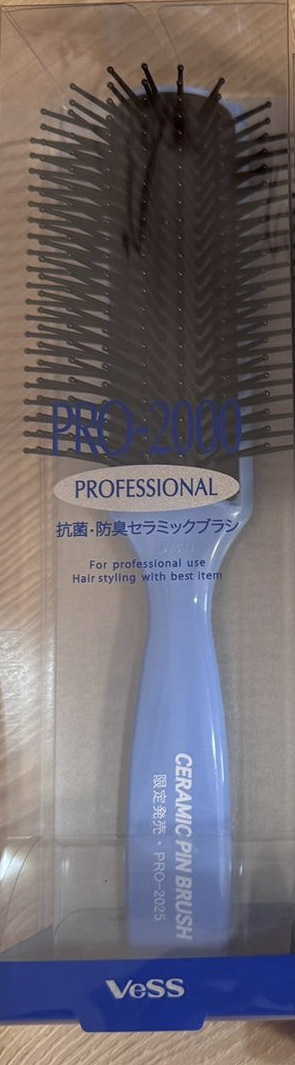 PRO-2000
PROFESSIONAL
抗菌・防臭セラミックブラシ
For professional use
Hair styling with best item
CERAMIC PIN BRUSH
限定発売・PRO-2025
VeSS